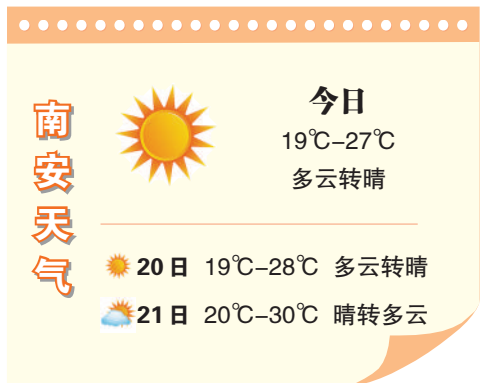 南安天气
今日
19℃-27℃
多云转晴
20日 19℃-28℃ 多云转晴
21日 20℃-30℃ 晴转多云